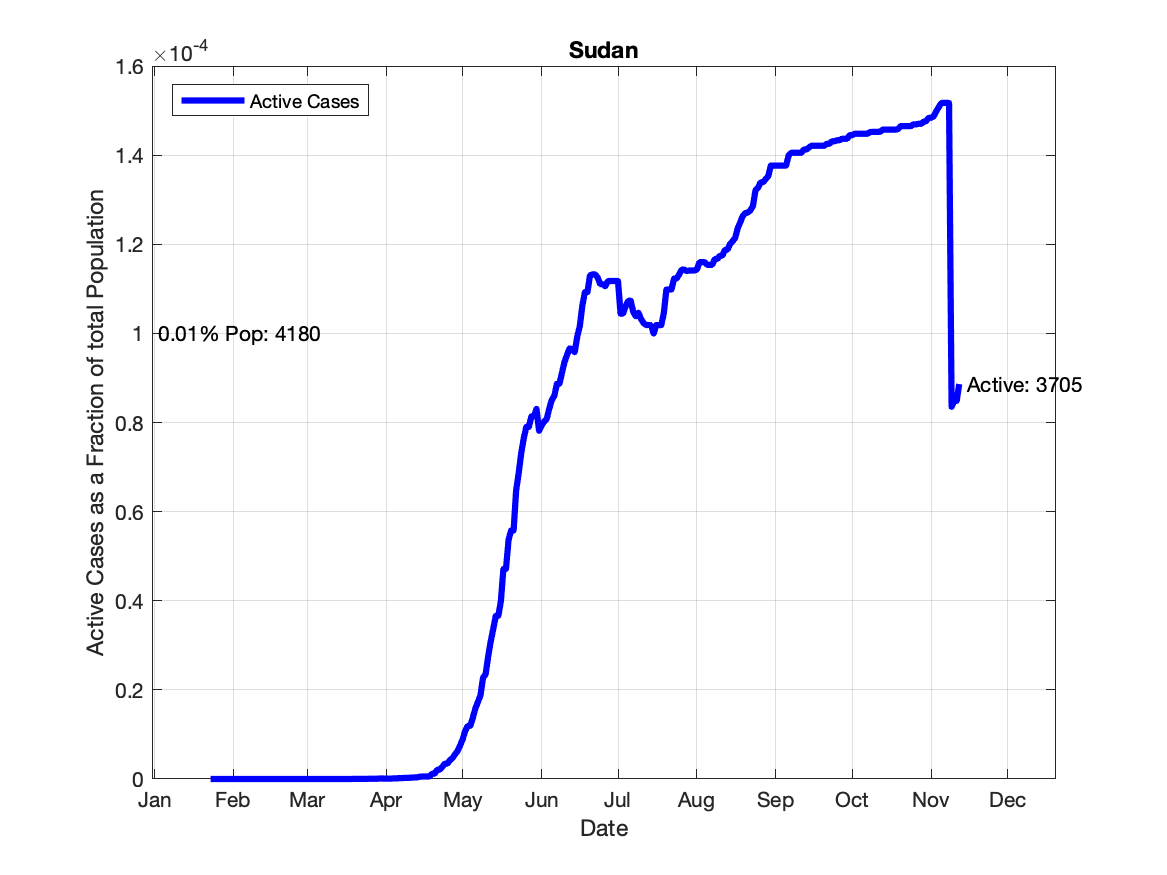 Sudan
×10^-4
Active Cases
1.6
1.4
1.2
1
0.8
0.6
0.4
0.2
0
0.01% Pop: 4180
Active: 3705
Active Cases as a Fraction of total Population
Jan Feb Mar Apr May Jun Jul Aug Sep Oct Nov Dec
Date